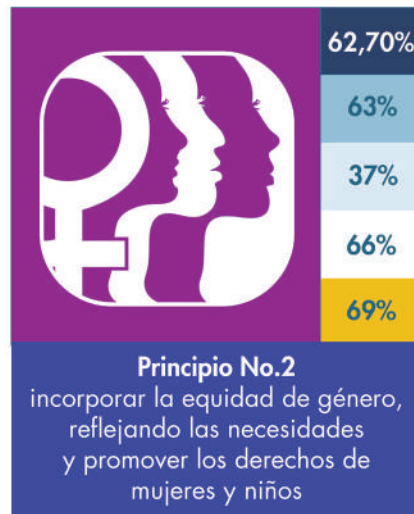 62,70%
63%
37%
66%
69%
Principio No.2
incorporar la equidad de género,
reflejando las necesidades
y promover los derechos de
mujeres y niños